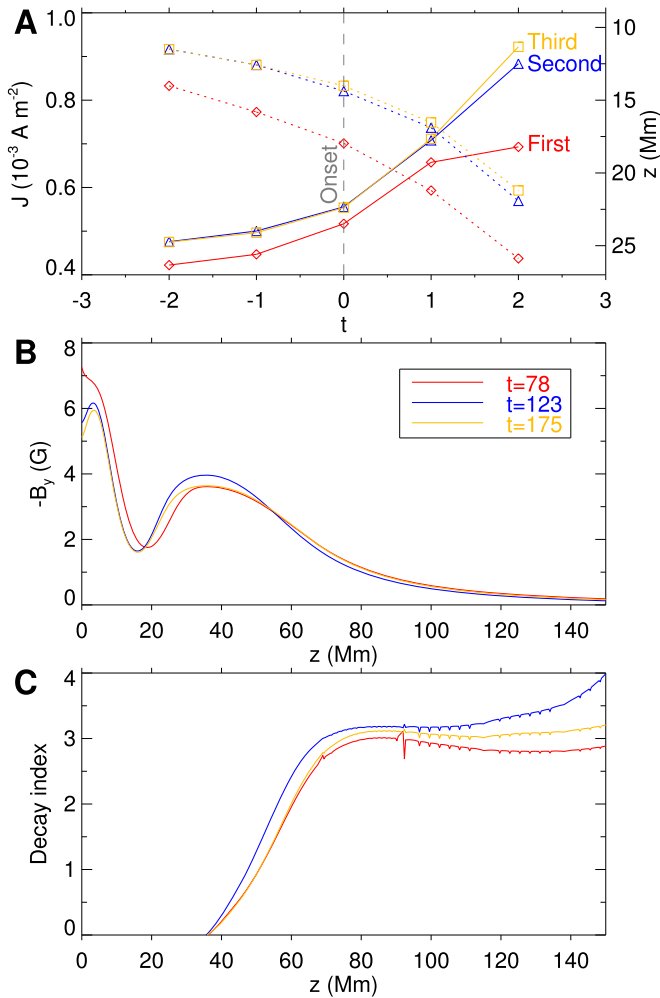 A
1.0
0.8
0.6
0.4
J (10⁻³ A m⁻²)
10
15
20
25
z (Mm)
Third
Second
First
Onset
-3 -2 -1 0 1 2 3
t
B
8
6
4
2
0
-By (G)
t=78
t=123
t=175
0 20 40 60 80 100 120 140
z (Mm)
C
4
3
2
1
0
Decay index
0 20 40 60 80 100 120 140
z (Mm)